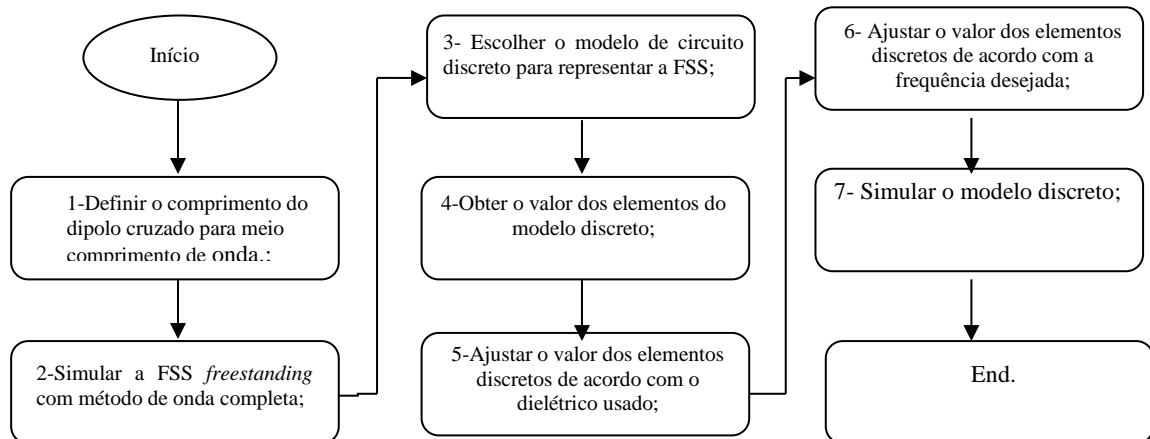 Início
1-Definir o comprimento do
dipolo cruzado para meio
comprimento de onda.;
2-Simular a FSS freestanding
com método de onda completa;
3- Escolher o modelo de circuito
discreto para representar a FSS;
4-Obter o valor dos elementos do
modelo discreto;
5-Ajustar o valor dos elementos
discretos de acordo com o
dielétrico usado;
6- Ajustar o valor dos elementos
discretos de acordo com a
frequência desejada;
7- Simular o modelo discreto;
End.